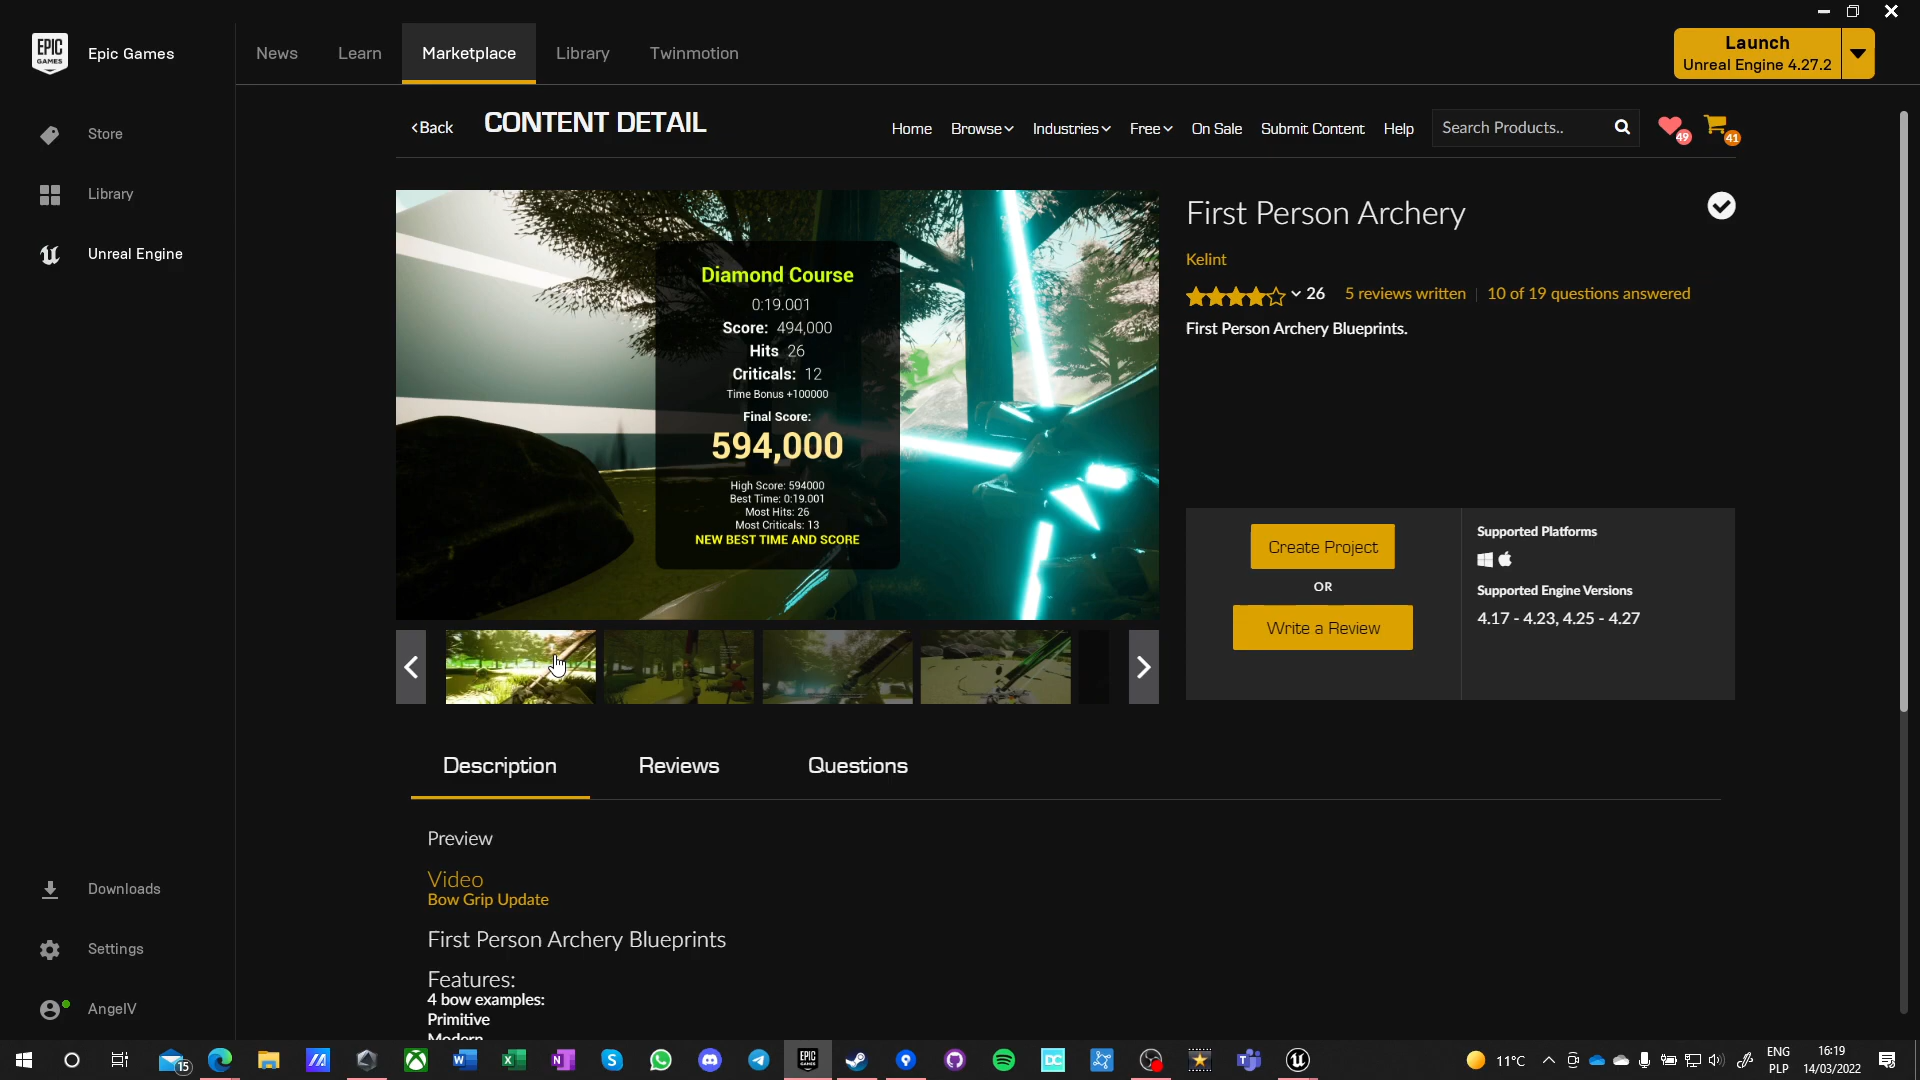 EPIC
GAMES
Epic Games
News
Learn
Marketplace
Library
Twinmotion
Launch
Unreal Engine 4.27.2
Store
Library
Unreal Engine
Downloads
Settings
AngelV
Back
CONTENT DETAIL
Home
Browse
Industries
Free
On Sale
Submit Content
Help
Search Products..
49
41
Diamond Course
0:19.001
Score: 494,000
Hits 26
Criticals: 12
Time Bonus +100000
Final Score:
594,000
High Score: 594000
Best Time: 0:19.001
Most Hits: 26
Most Criticals: 13
NEW BEST TIME AND SCORE
First Person Archery
Kelint
26
5 reviews written
10 of 19 questions answered
First Person Archery Blueprints.
Create Project
OR
Write a Review
Supported Platforms
Supported Engine Versions
4.17 - 4.23, 4.25 - 4.27
Description
Reviews
Questions
Preview
Video
Bow Grip Update
First Person Archery Blueprints
Features:
4 bow examples:
Primitive
Modern
15
EPIC
GAMES
DC
11°C
ENG
PLP
16:19
14/03/2022